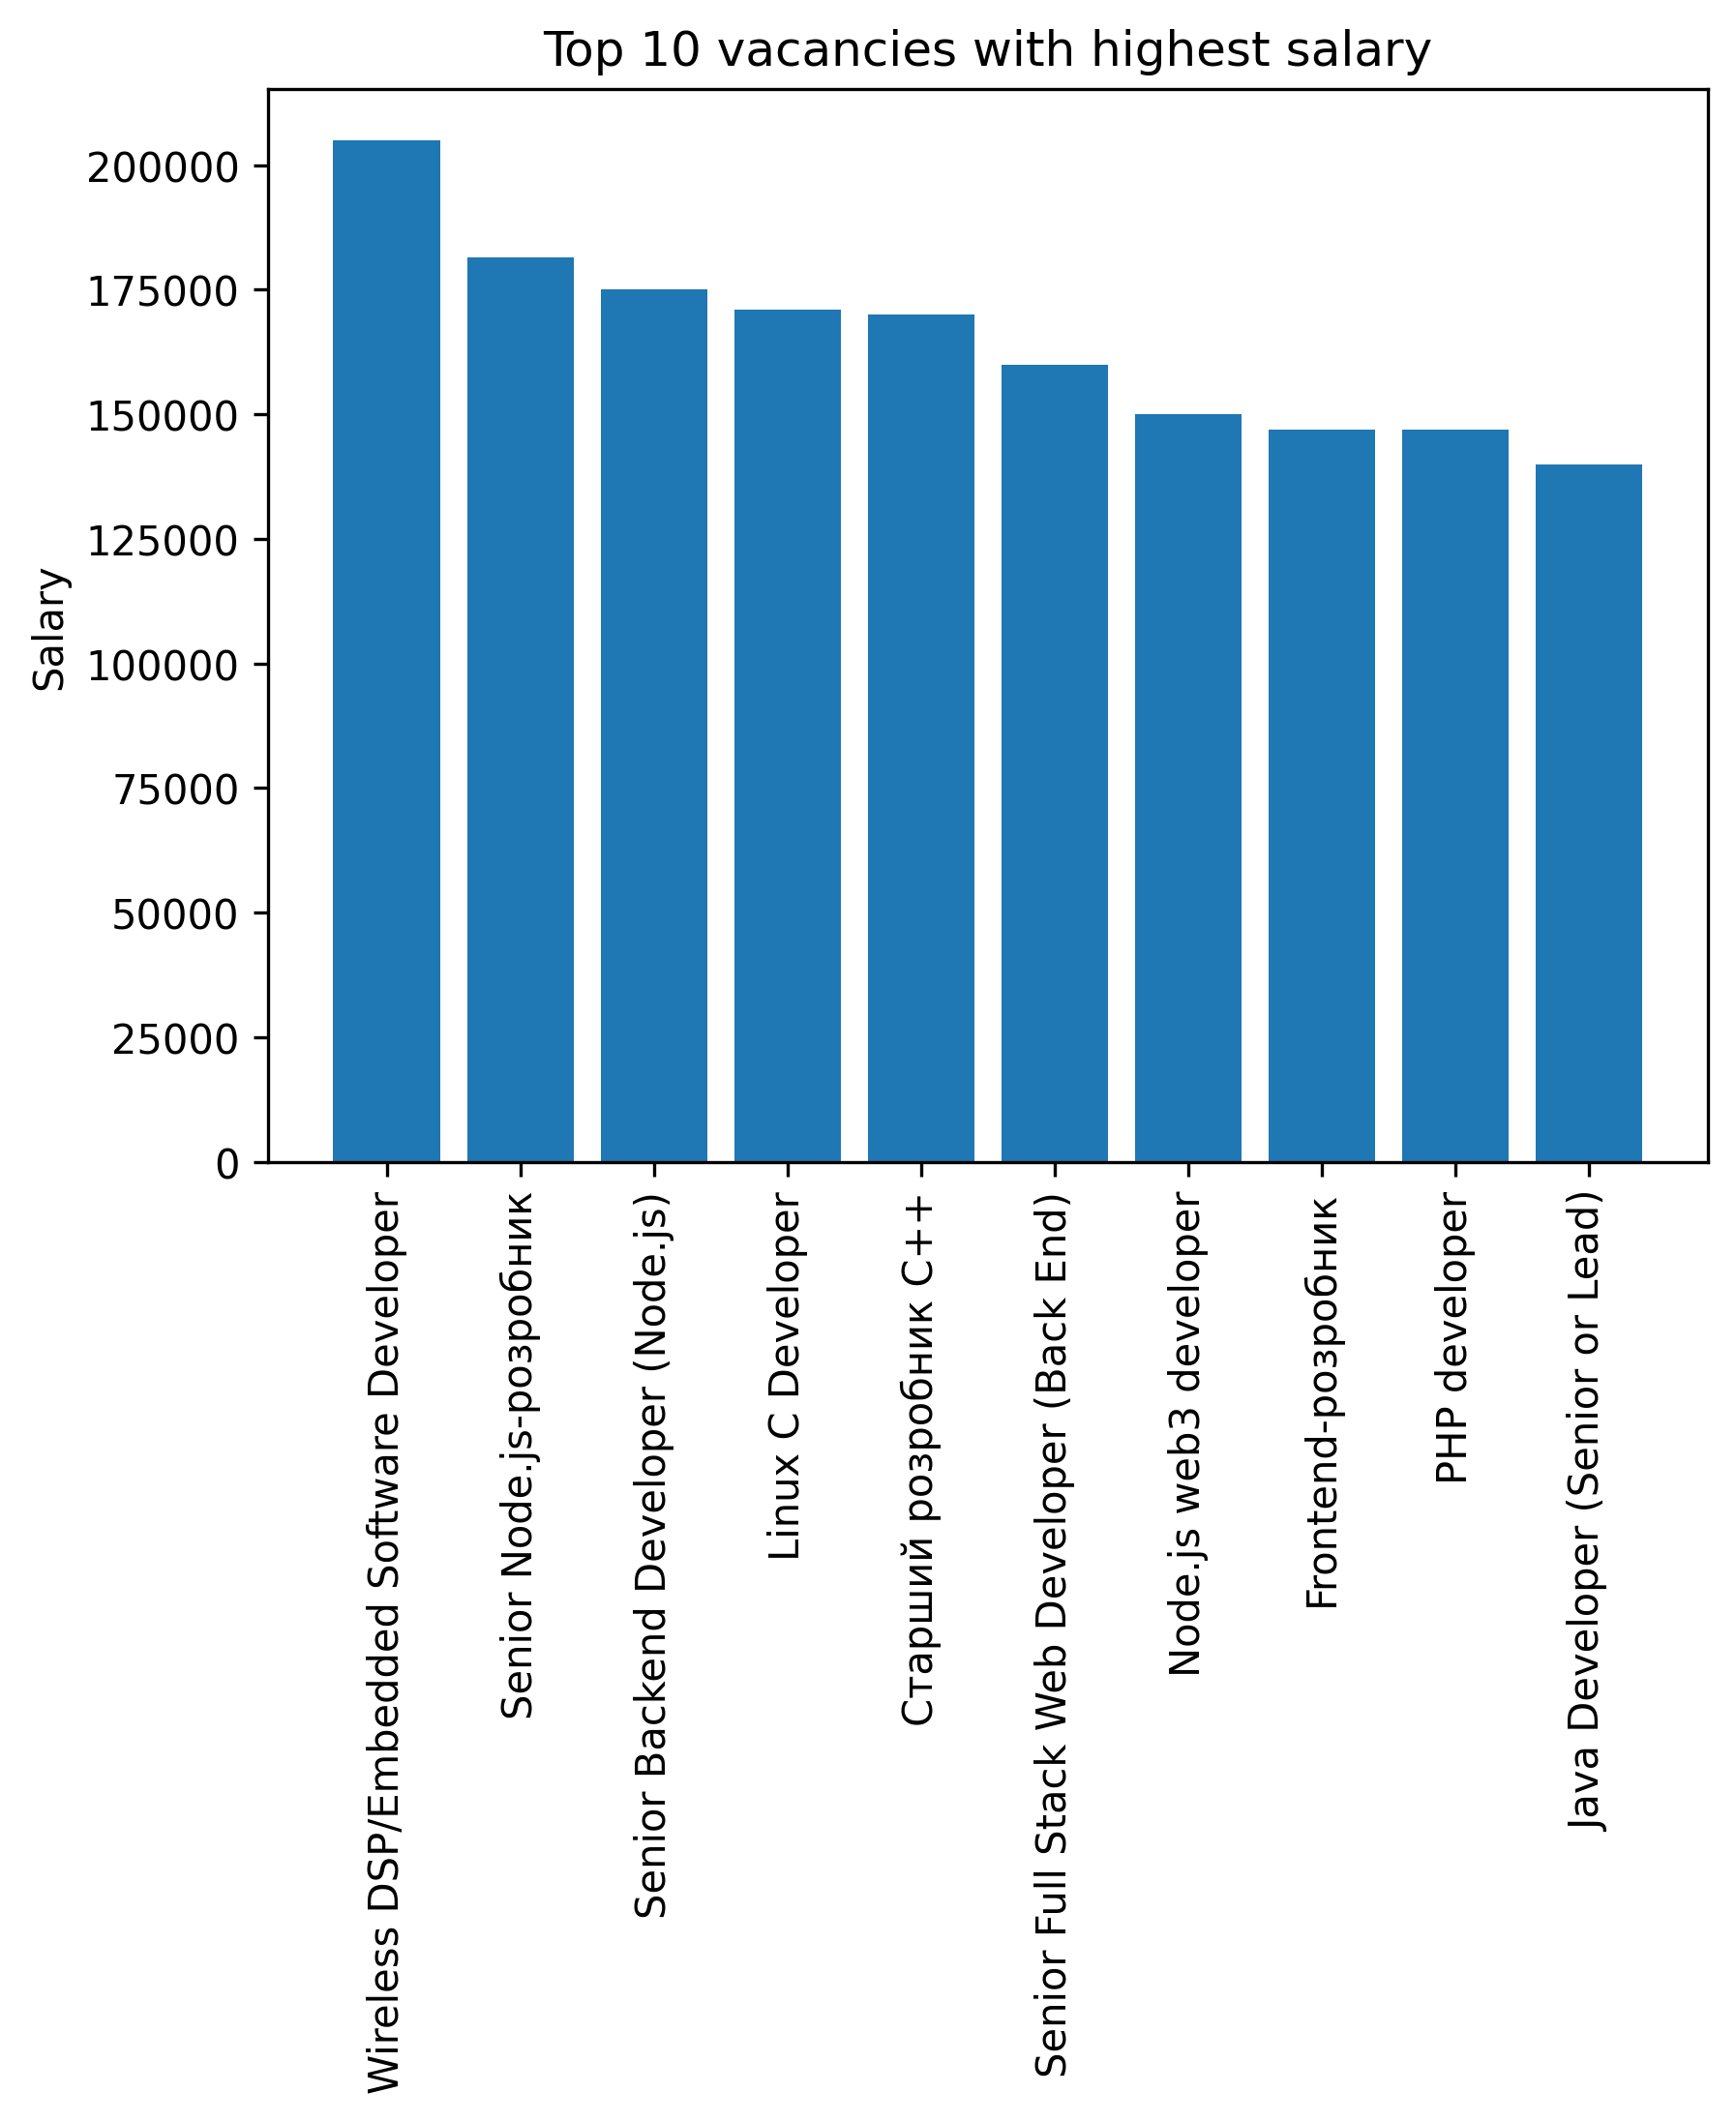 Top 10 vacancies with highest salary
Salary
200000
175000
150000
125000
100000
75000
50000
25000
0
Wireless DSP/Embedded Software Developer
Senior Node.js-розробник
Senior Backend Developer (Node.js)
Linux C Developer
Старший розробник C++
Senior Full Stack Web Developer (Back End)
Node.js web3 developer
Frontend-розробник
PHP developer
Java Developer (Senior or Lead)